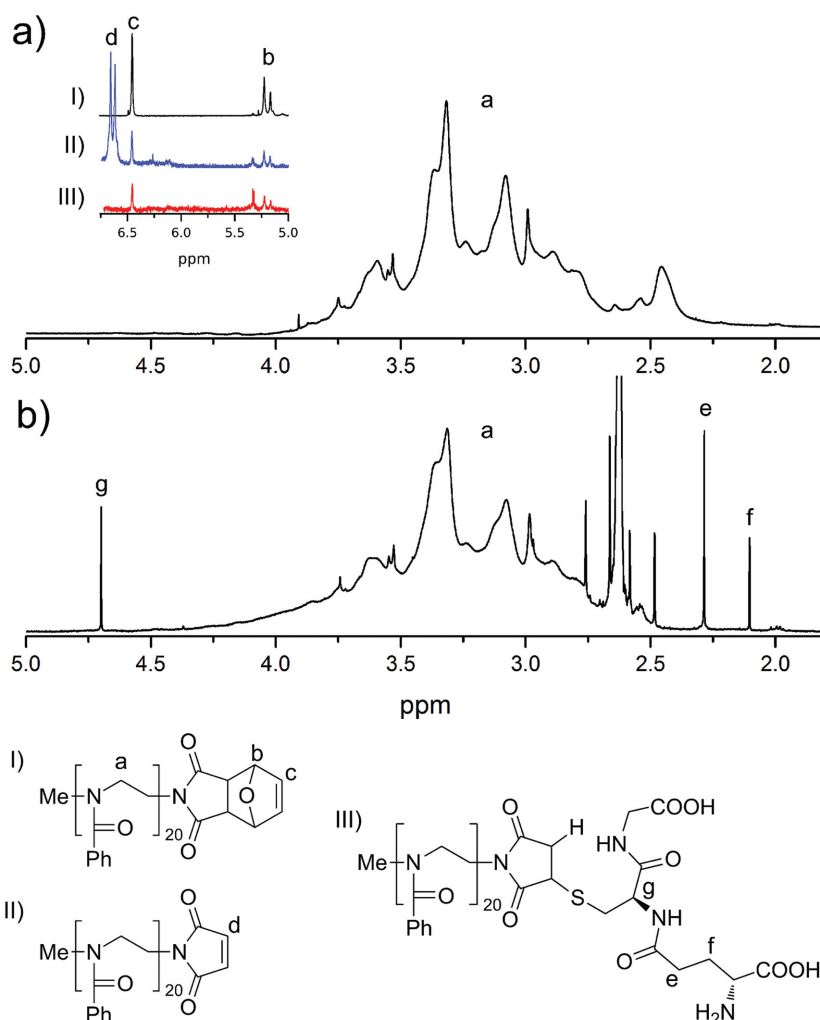 a)
d
c
b
I)
II)
III)
6.5 6.0 5.5 5.0
ppm
a
5.0 4.5 4.0 3.5 3.0 2.5 2.0
b)
g
a
e
f
5.0 4.5 4.0 3.5 3.0 2.5 2.0
ppm
I)
a
Me N
O
Ph
20
N
O
O
O
b
c
II)
Me N
O
Ph
20
N
O
O
d
III)
Me N
O
Ph
20
N
O
O
H
S
COOH
HN
O
g
NH
O
e
f
COOH
H2N